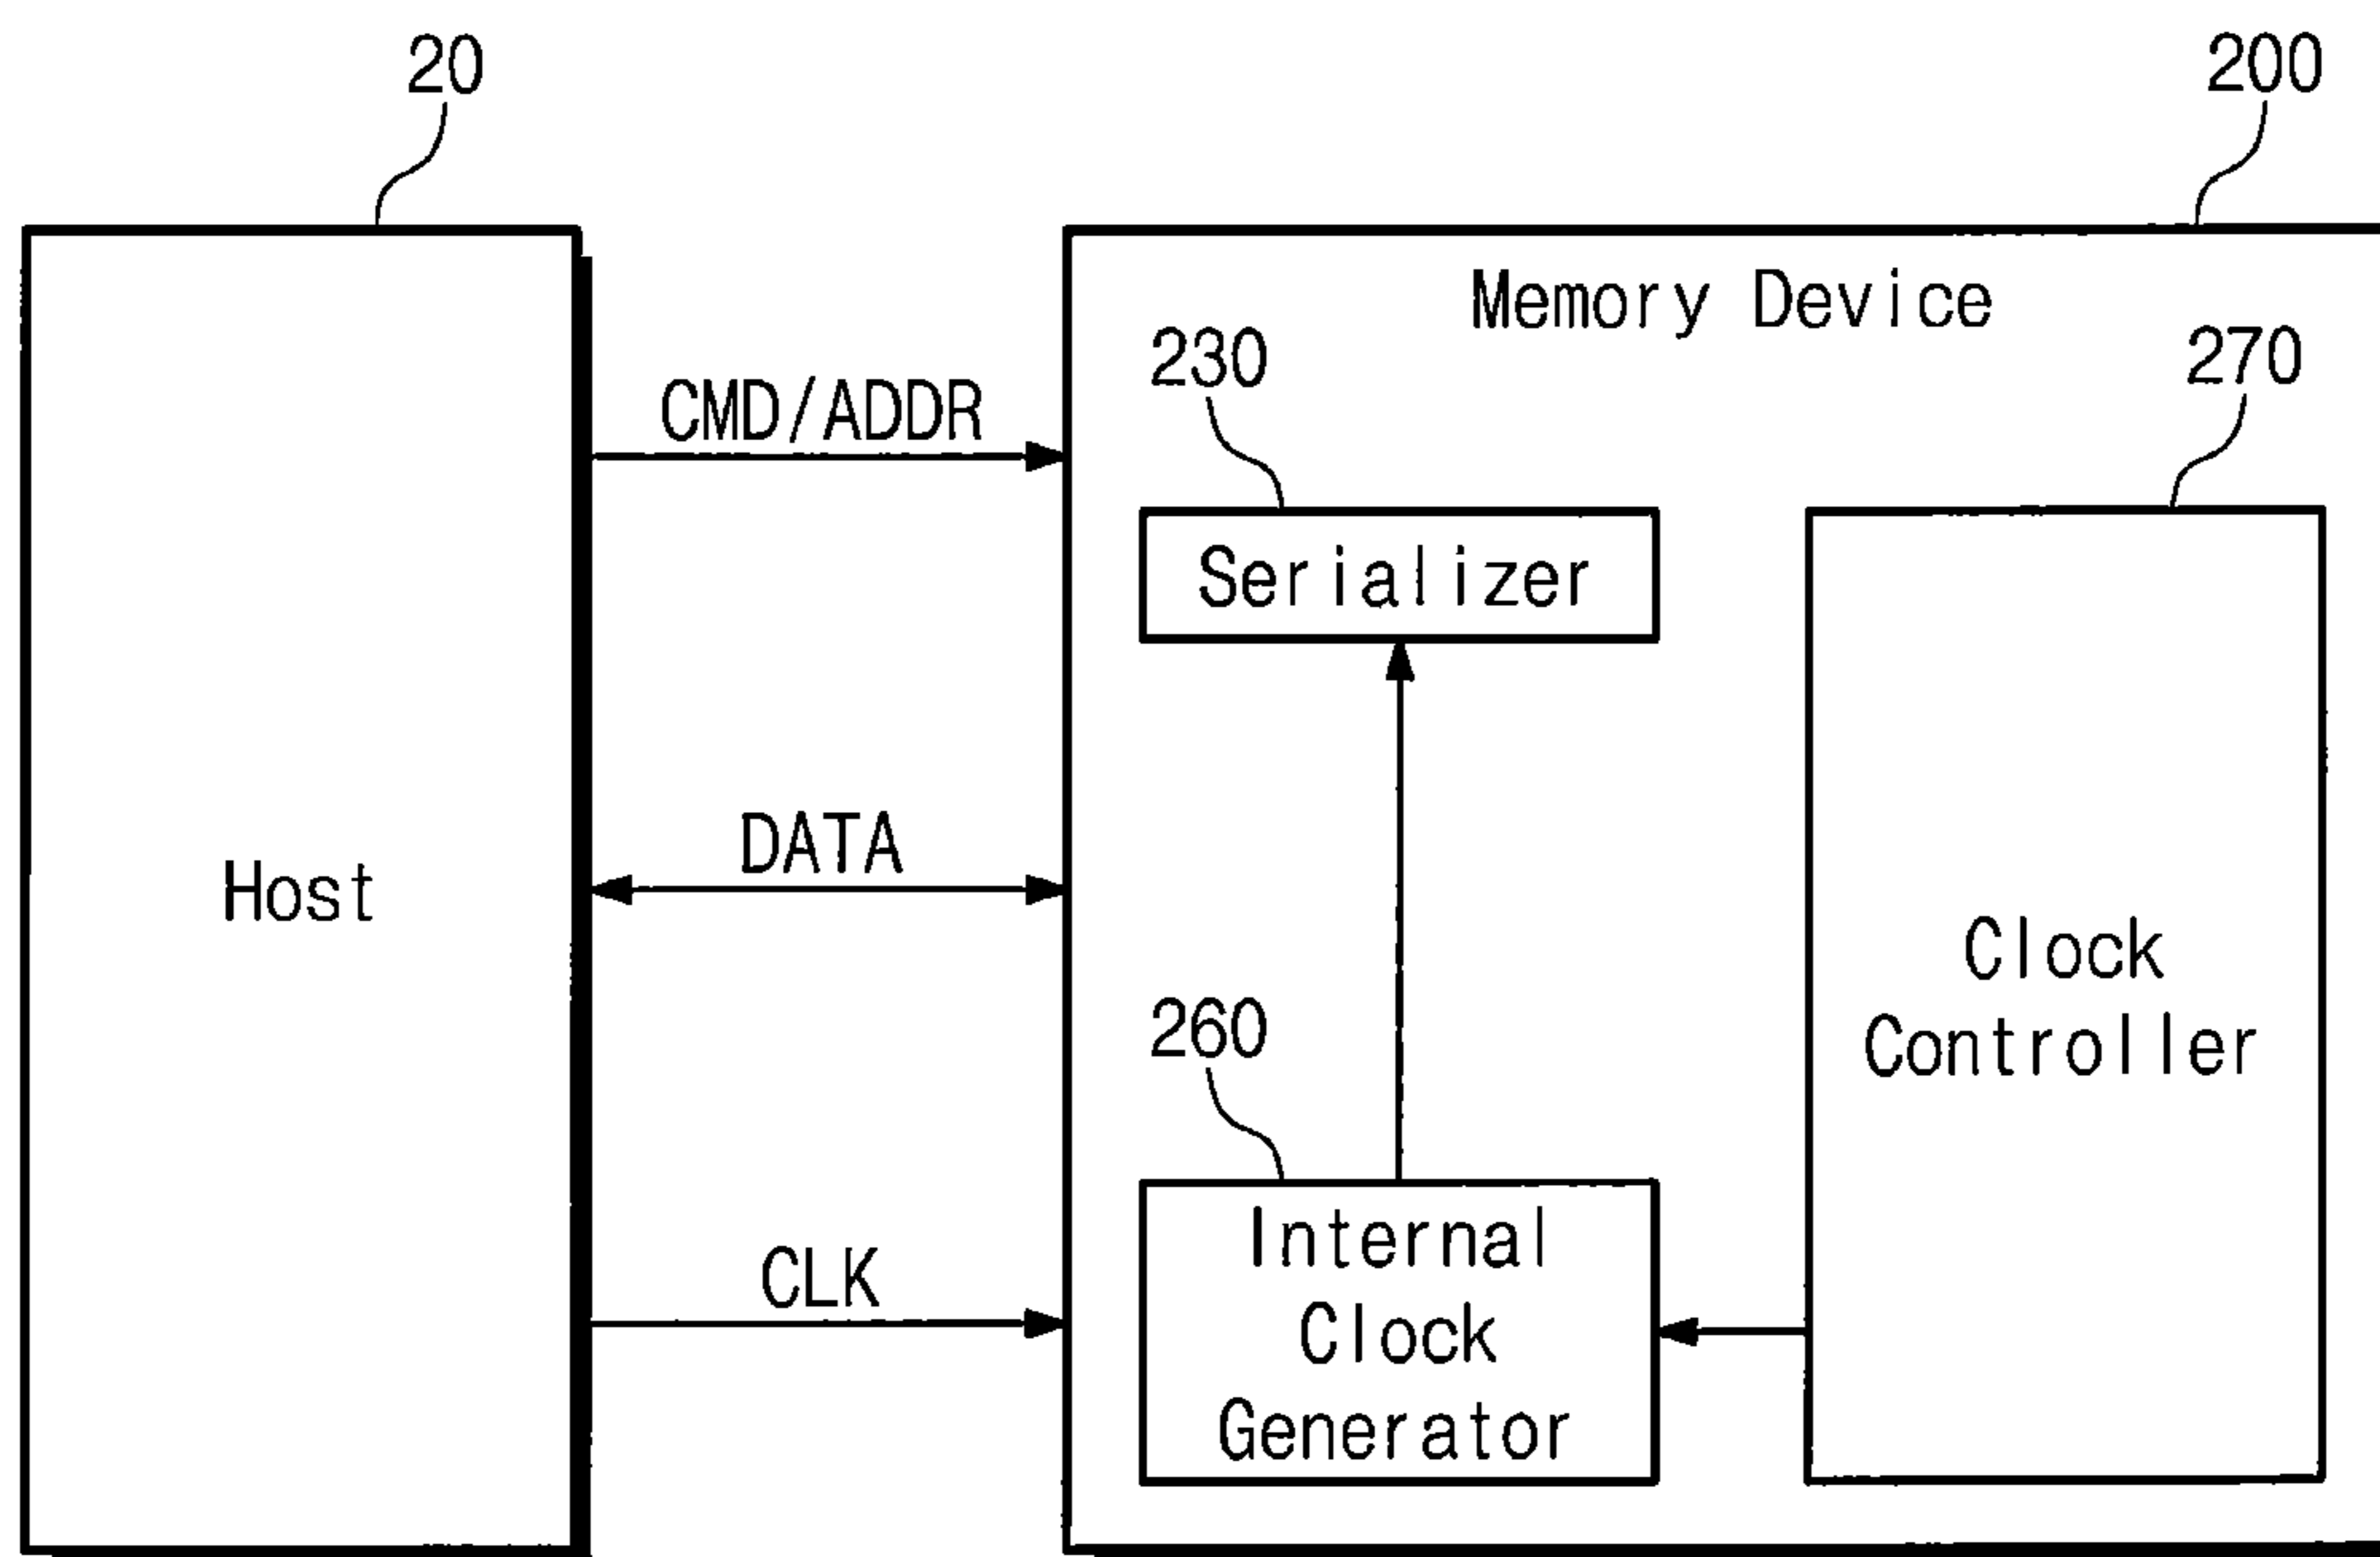 20
200
Memory Device
230
270
CMD/ADDR
Serializer
DATA
Host
Clock
Controller
260
Internal
Clock
Generator
CLK